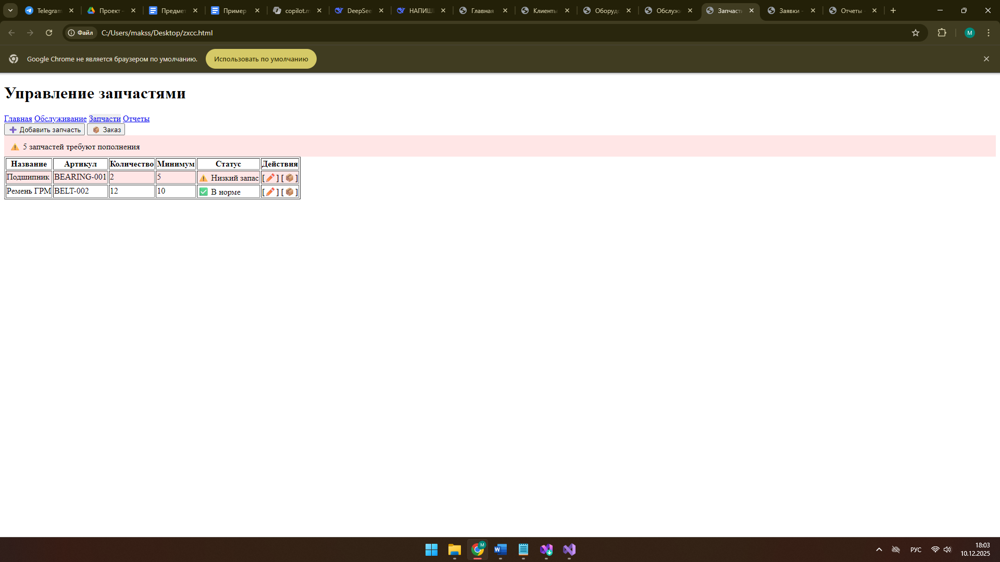 Telegram
Проект -
Предмет
Пример
copilot.m
DeepSee
НАПИШ
Главная
Клиенты
Оборудо
Обслужи
Запчасти
Заявки -
Отчеты -
Файл
C:/Users/makss/Desktop/zxcc.html
M
Google Chrome не является браузером по умолчанию.
Использовать по умолчанию
Управление запчастями
Главная Обслуживание Запчасти Отчеты
➕ Добавить запчасть 📦 Заказ
⚠️ 5 запчастей требуют пополнения
Название Артикул Количество Минимум Статус Действия
Подшипник BEARING-001 2 5 ⚠️ Низкий запас [✏️] [📦]
Ремень ГРМ BELT-002 12 10 ✅ В норме [✏️] [📦]
M
РУС
18:03
10.12.2025